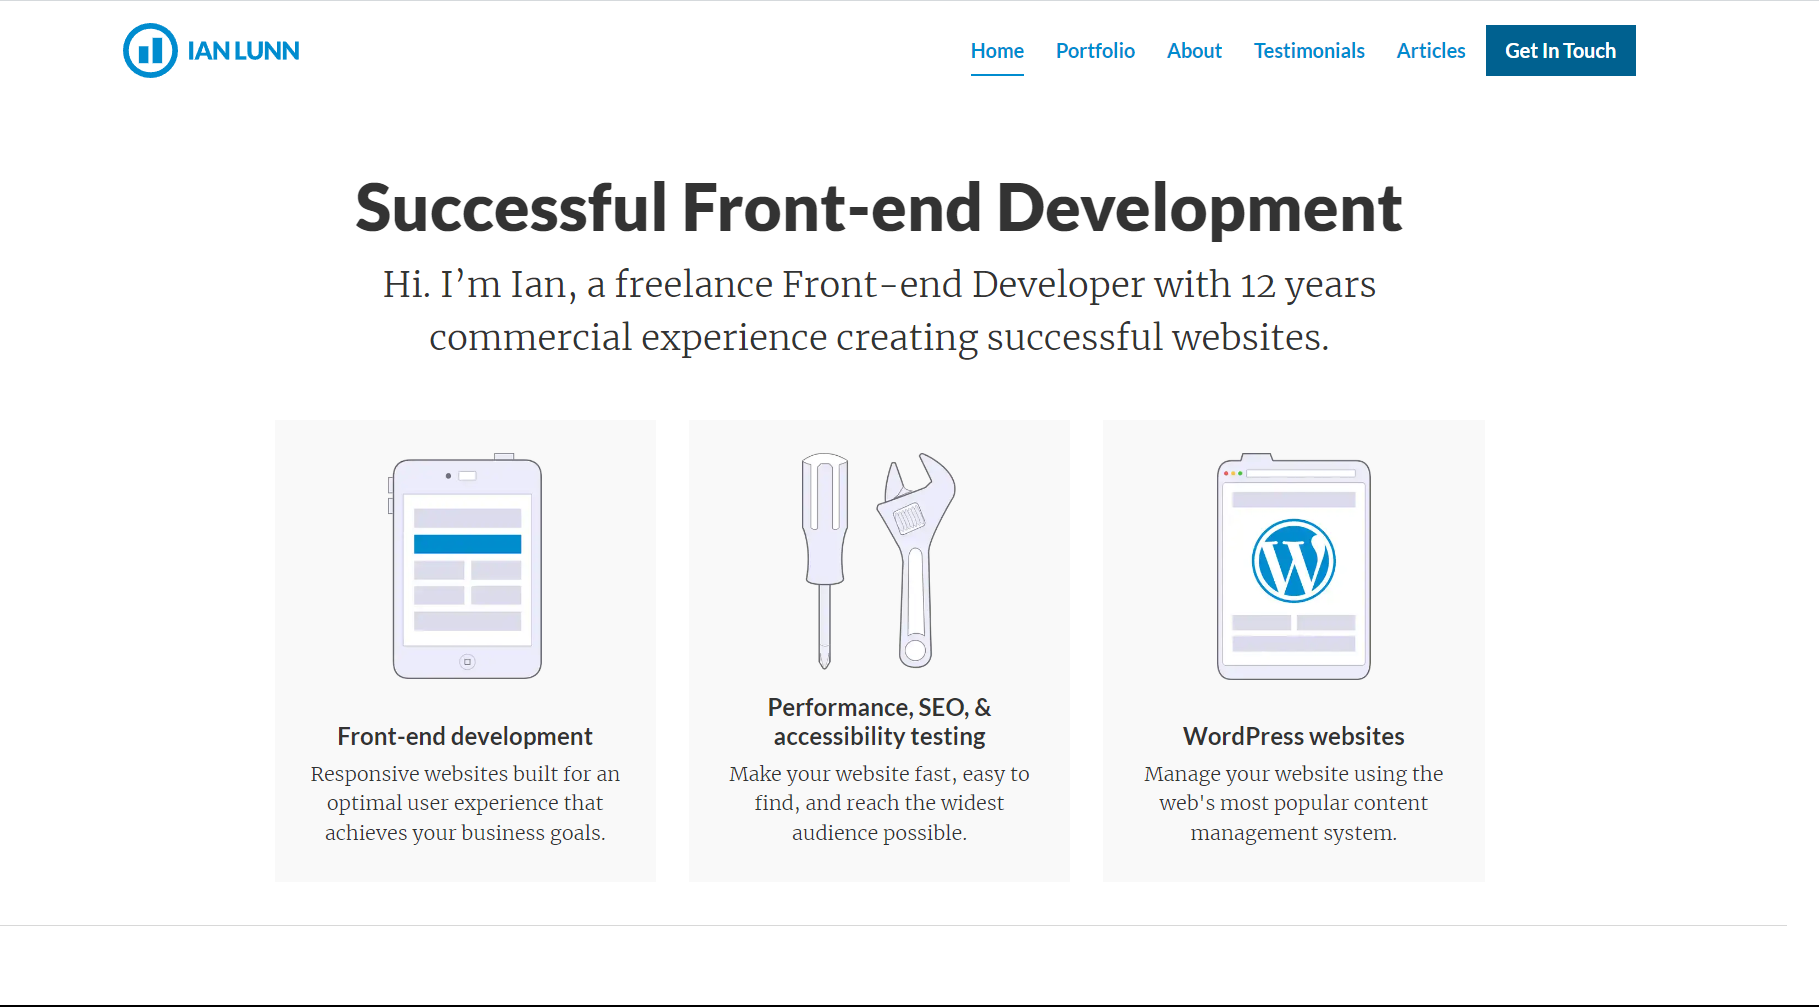 IAN LUNN
Home Portfolio About Testimonials Articles Get In Touch
Successful Front-end Development
Hi. I’m Ian, a freelance Front-end Developer with 12 years
commercial experience creating successful websites.
Front-end development
Responsive websites built for an
optimal user experience that
achieves your business goals.
Performance, SEO, &
accessibility testing
Make your website fast, easy to
find, and reach the widest
audience possible.
WordPress websites
Manage your website using the
web's most popular content
management system.